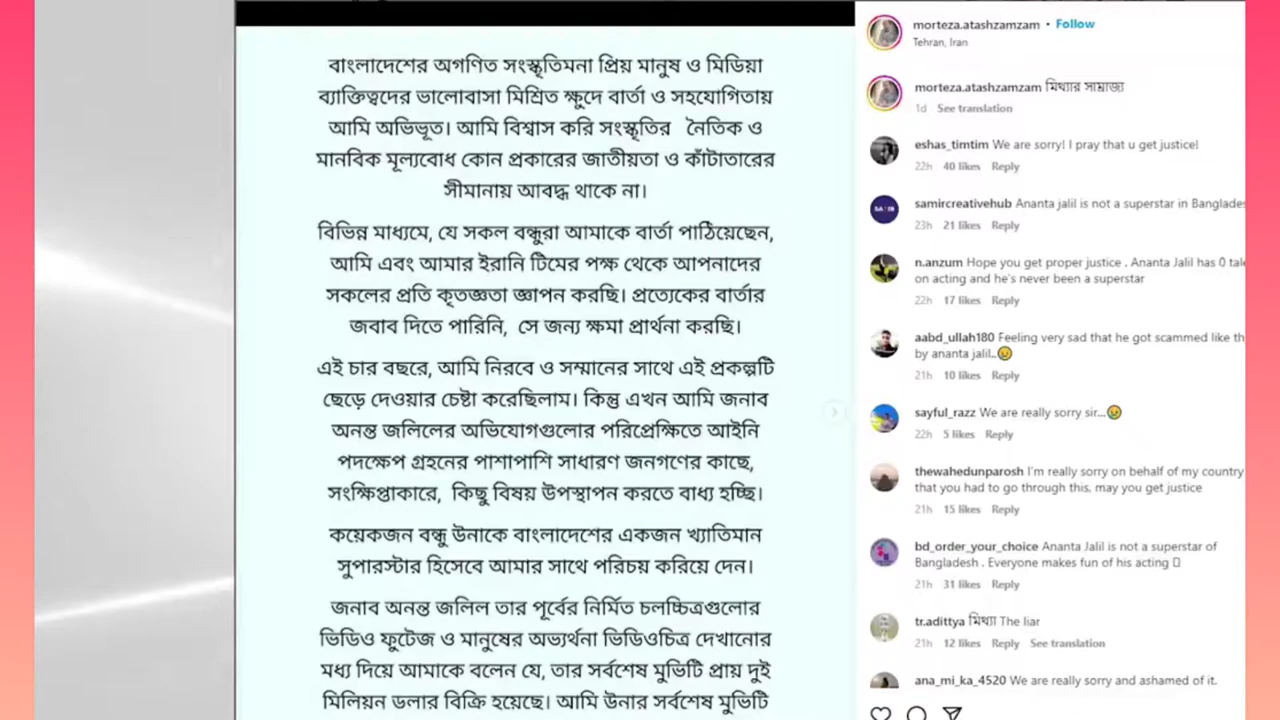 বাংলাদেশের অগণিত সংস্কৃতিমনা প্রিয় মানুষ ও মিডিয়া
ব্যাক্তিত্বদের ভালোবাসা মিশ্রিত ক্ষুদে বার্তা ও সহযোগিতায়
আমি অভিভূত। আমি বিশ্বাস করি সংস্কৃতির নৈতিক ও
মানবিক মূল্যবোধ কোন প্রকারের জাতীয়তা ও কাঁটাতারের
সীমানায় আবদ্ধ থাকে না।
বিভিন্ন মাধ্যমে, যে সকল বন্ধুরা আমাকে বার্তা পাঠিয়েছেন,
আমি এবং আমার ইরানি টিমের পক্ষ থেকে আপনাদের
সকলের প্রতি কৃতজ্ঞতা জ্ঞাপন করছি। প্রত্যেকের বার্তার
জবাব দিতে পারিনি, সে জন্য ক্ষমা প্রার্থনা করছি।
এই চার বছরে, আমি নিরবে ও সম্মানের সাথে এই প্রকল্পটি
ছেড়ে দেওয়ার চেষ্টা করেছিলাম। কিন্তু এখন আমি জনাব
অনন্ত জলিলের অভিযোগগুলোর পরিপ্রেক্ষিতে আইনি
পদক্ষেপ গ্রহনের পাশাপাশি সাধারণ জনগণের কাছে,
সংক্ষিপ্তাকারে, কিছু বিষয় উপস্থাপন করতে বাধ্য হচ্ছি।
কয়েকজন বন্ধু উনাকে বাংলাদেশের একজন খ্যাতিমান
সুপারস্টার হিসেবে আমার সাথে পরিচয় করিয়ে দেন।
জনাব অনন্ত জলিল তার পূর্বের নির্মিত চলচ্চিত্রগুলোর
ভিডিও ফুটেজ ও মানুষের অভ্যর্থনা ভিডিওচিত্র দেখানোর
মধ্য দিয়ে আমাকে বলেন যে, তার সর্বশেষ মুভিটি প্রায় দুই
মিলিয়ন ডলার বিক্রি হয়েছে। আমি উনার সর্বশেষ মুভিটি
morteza.atashzamzam • Follow
Tehran, Iran
morteza.atashzamzam মিথ্যার সাম্রাজ্য
1d See translation
eshas_timtim We are sorry! I pray that u get justice!
22h 40 likes Reply
samircreativehub Ananta jalil is not a superstar in Banglades
23h 21 likes Reply
n.anzum Hope you get proper justice . Ananta Jalil has 0 tale
on acting and he's never been a superstar
22h 17 likes Reply
aabd_ullah180 Feeling very sad that he got scammed like th
by ananta jalil..😢
21h 10 likes Reply
sayful_razz We are really sorry sir...😢
22h 5 likes Reply
thewahedunparosh I'm really sorry on behalf of my country
that you had to go through this, may you get justice
21h 15 likes Reply
bd_order_your_choice Ananta Jalil is not a superstar of
Bangladesh . Everyone makes fun of his acting
21h 31 likes Reply
tr.adittya মিথ্যা The liar
21h 12 likes Reply See translation
ana_mi_ka_4520 We are really sorry and ashamed of it.